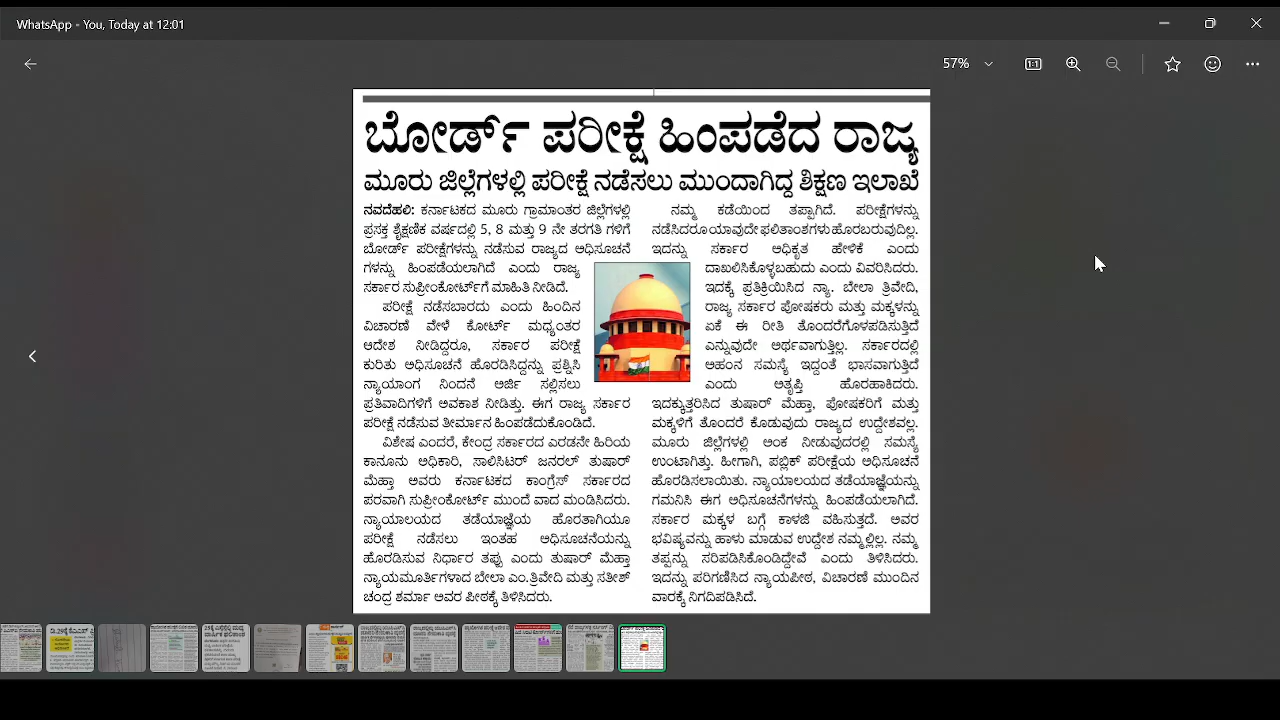 WhatsApp - You, Today at 12:01
57%
1:1
ಬೋರ್ಡ್ ಪರೀಕ್ಷೆ ಹಿಂಪಡೆದ ರಾಜ್ಯ
ಮೂರು ಜಿಲ್ಲೆಗಳಲ್ಲಿ ಪರೀಕ್ಷೆ ನಡೆಸಲು ಮುಂದಾಗಿದ್ದ ಶಿಕ್ಷಣ ಇಲಾಖೆ
ನವದೆಹಲಿ: ಕರ್ನಾಟಕದ ಮೂರು ಗ್ರಾಮಾಂತರ ಜಿಲ್ಲೆಗಳಲ್ಲಿ
ಪ್ರಸಕ್ತ ಶೈಕ್ಷಣಿಕ ವರ್ಷದಲ್ಲಿ 5, 8 ಮತ್ತು 9 ನೇ ತರಗತಿ ಗಳಿಗೆ
ಬೋರ್ಡ್ ಪರೀಕ್ಷೆಗಳನ್ನು ನಡೆಸುವ ರಾಜ್ಯದ ಅಧಿಸೂಚನೆ
ಗಳನ್ನು ಹಿಂಪಡೆಯಲಾಗಿದೆ ಎಂದು ರಾಜ್ಯ
ಸರ್ಕಾರ ಸುಪ್ರೀಂಕೋರ್ಟ್‌ಗೆ ಮಾಹಿತಿ ನೀಡಿದೆ.
ಪರೀಕ್ಷೆ ನಡೆಸಬಾರದು ಎಂದು ಹಿಂದಿನ
ವಿಚಾರಣೆ ವೇಳೆ ಕೋರ್ಟ್ ಮಧ್ಯಂತರ
ಆದೇಶ ನೀಡಿದ್ದರೂ, ಸರ್ಕಾರ ಪರೀಕ್ಷೆ
ಕುರಿತು ಅಧಿಸೂಚನೆ ಹೊರಡಿಸಿದ್ದನ್ನು ಪ್ರಶ್ನಿಸಿ
ನ್ಯಾಯಾಂಗ ನಿಂದನೆ ಅರ್ಜಿ ಸಲ್ಲಿಸಲು
ಪ್ರತಿವಾದಿಗಳಿಗೆ ಅವಕಾಶ ನೀಡಿತ್ತು. ಈಗ ರಾಜ್ಯ ಸರ್ಕಾರ
ಪರೀಕ್ಷೆ ನಡೆಸುವ ತೀರ್ಮಾನ ಹಿಂಪಡೆದುಕೊಂಡಿದೆ.
ವಿಶೇಷ ಎಂದರೆ, ಕೇಂದ್ರ ಸರ್ಕಾರದ ಎರಡನೇ ಹಿರಿಯ
ಕಾನೂನು ಅಧಿಕಾರಿ, ಸಾಲಿಸಿಟರ್ ಜನರಲ್ ತುಷಾರ್
ಮೆಹ್ತಾ ಅವರು ಕರ್ನಾಟಕದ ಕಾಂಗ್ರೆಸ್ ಸರ್ಕಾರದ
ಪರವಾಗಿ ಸುಪ್ರೀಂಕೋರ್ಟ್ ಮುಂದೆ ವಾದ ಮಂಡಿಸಿದರು.
ನ್ಯಾಯಾಲಯದ ತಡೆಯಾಜ್ಞೆಯ ಹೊರತಾಗಿಯೂ
ಪರೀಕ್ಷೆ ನಡೆಸಲು ಇಂತಹ ಅಧಿಸೂಚನೆಯನ್ನು
ಹೊರಡಿಸುವ ನಿರ್ಧಾರ ತಪ್ಪು ಎಂದು ತುಷಾರ್ ಮೆಹ್ತಾ
ನ್ಯಾಯಮೂರ್ತಿಗಳಾದ ಬೇಲಾ ಎಂ.ತ್ರಿವೇದಿ ಮತ್ತು ಸತೀಶ್
ಚಂದ್ರ ಶರ್ಮಾ ಅವರ ಪೀಠಕ್ಕೆ ತಿಳಿಸಿದರು.
ನಮ್ಮ ಕಡೆಯಿಂದ ತಪ್ಪಾಗಿದೆ. ಪರೀಕ್ಷೆಗಳನ್ನು
ನಡೆಸಿದರೂ ಯಾವುದೇ ಫಲಿತಾಂಶಗಳು ಹೊರಬರುವುದಿಲ್ಲ.
ಇದನ್ನು ಸರ್ಕಾರ ಅಧಿಕೃತ ಹೇಳಿಕೆ ಎಂದು
ದಾಖಲಿಸಿಕೊಳ್ಳಬಹುದು ಎಂದು ವಿವರಿಸಿದರು.
ಇದಕ್ಕೆ ಪ್ರತಿಕ್ರಿಯಿಸಿದ ನ್ಯಾ. ಬೇಲಾ ತ್ರಿವೇದಿ,
ರಾಜ್ಯ ಸರ್ಕಾರ ಪೋಷಕರು ಮತ್ತು ಮಕ್ಕಳನ್ನು
ಏಕೆ ಈ ರೀತಿ ತೊಂದರೆಗೊಳಪಡಿಸುತ್ತಿದೆ
ಎನ್ನುವುದೇ ಅರ್ಥವಾಗುತ್ತಿಲ್ಲ. ಸರ್ಕಾರದಲ್ಲಿ
ಅಹಂನ ಸಮಸ್ಯೆ ಇದ್ದಂತೆ ಭಾಸವಾಗುತ್ತಿದೆ
ಎಂದು ಅತೃಪ್ತಿ ಹೊರಹಾಕಿದರು.
ಇದಕ್ಕುತ್ತರಿಸಿದ ತುಷಾರ್ ಮೆಹ್ತಾ, ಪೋಷಕರಿಗೆ ಮತ್ತು
ಮಕ್ಕಳಿಗೆ ತೊಂದರೆ ಕೊಡುವುದು ರಾಜ್ಯದ ಉದ್ದೇಶವಲ್ಲ.
ಮೂರು ಜಿಲ್ಲೆಗಳಲ್ಲಿ ಅಂಕ ನೀಡುವುದರಲ್ಲಿ ಸಮಸ್ಯೆ
ಉಂಟಾಗಿತ್ತು. ಹೀಗಾಗಿ, ಪಬ್ಲಿಕ್ ಪರೀಕ್ಷೆಯ ಅಧಿಸೂಚನೆ
ಹೊರಡಿಸಲಾಯಿತು. ನ್ಯಾಯಾಲಯದ ತಡೆಯಾಜ್ಞೆಯನ್ನು
ಗಮನಿಸಿ ಈಗ ಅಧಿಸೂಚನೆಗಳನ್ನು ಹಿಂಪಡೆಯಲಾಗಿದೆ.
ಸರ್ಕಾರ ಮಕ್ಕಳ ಬಗ್ಗೆ ಕಾಳಜಿ ವಹಿಸುತ್ತದೆ. ಅವರ
ಭವಿಷ್ಯವನ್ನು ಹಾಳು ಮಾಡುವ ಉದ್ದೇಶ ನಮ್ಮಲ್ಲಿಲ್ಲ. ನಮ್ಮ
ತಪ್ಪನ್ನು ಸರಿಪಡಿಸಿಕೊಂಡಿದ್ದೇವೆ ಎಂದು ತಿಳಿಸಿದರು.
ಇದನ್ನು ಪರಿಗಣಿಸಿದ ನ್ಯಾಯಪೀಠ, ವಿಚಾರಣೆ ಮುಂದಿನ
ವಾರಕ್ಕೆ ನಿಗದಿಪಡಿಸಿದೆ.